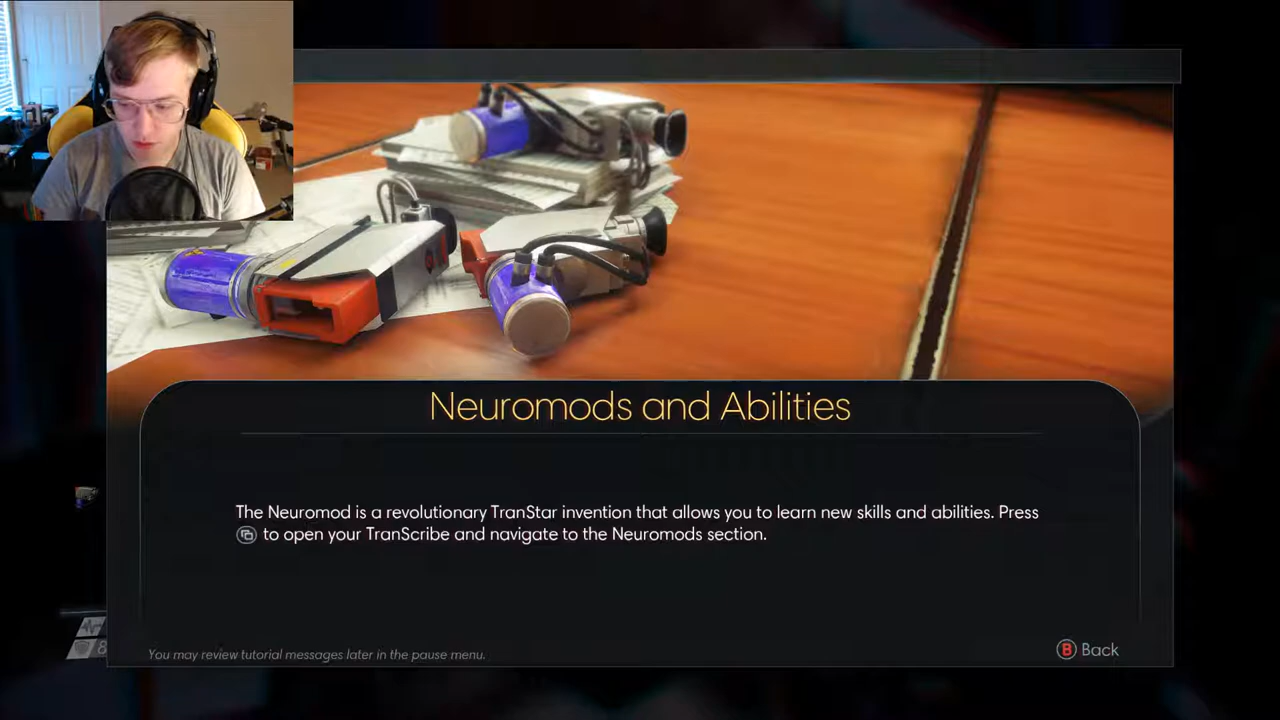 Neuromods and Abilities
The Neuromod is a revolutionary TranStar invention that allows you to learn new skills and abilities. Press
to open your TranScribe and navigate to the Neuromods section.
8
You may review tutorial messages later in the pause menu.
B Back